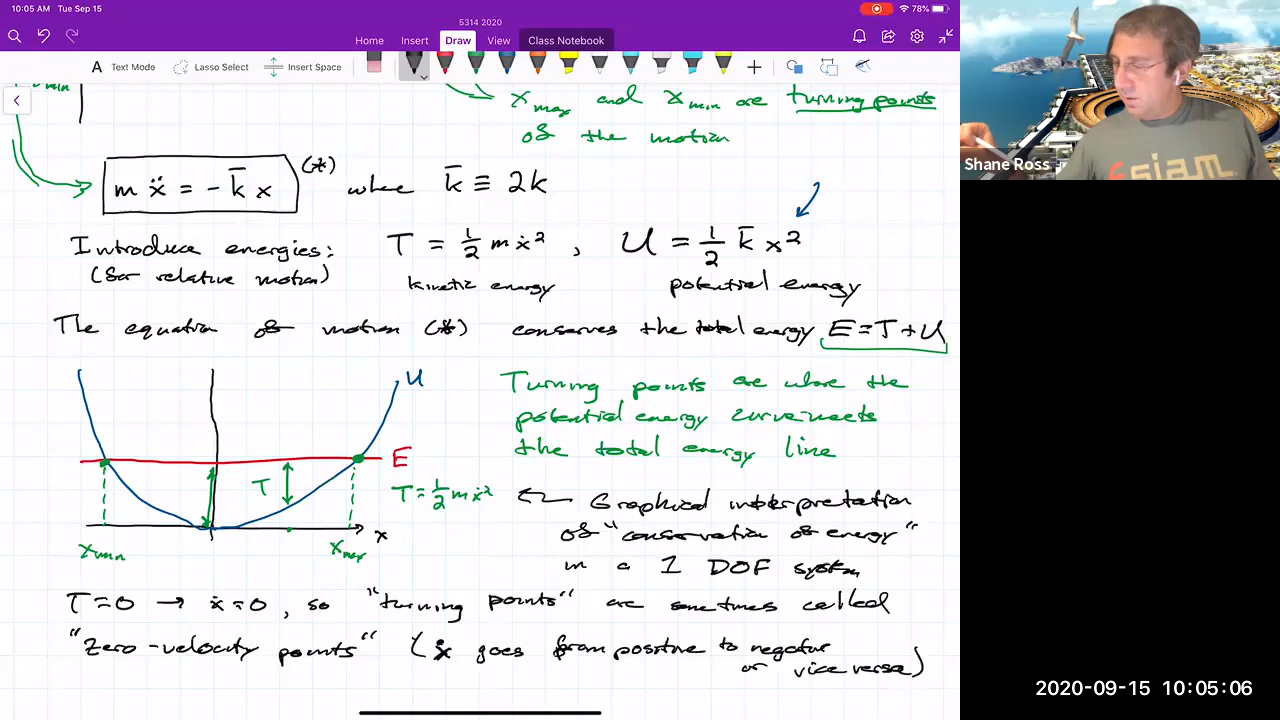 10:05 AM Tue Sep 15
5314 2020
78%
Home Insert Draw View Class Notebook
A Text Mode Lasso Select Insert Space
min
x_max and x_min are turning points
of the motion
m ẍ = - k̄ x (*) where k̄ ≡ 2k
Introduce energies: T = 1/2 m ẋ², U = 1/2 k̄ x²
(for relative motion) kinetic energy potential energy
The equation of motion (*) conserves the total energy E = T + U
U
Turning points are where the
potential energy curve meets
the total energy line
E
T
T = 1/2 m ẋ²
Graphical interpretation
of "conservation of energy"
in a 1 DOF system
x
x_min x_max
T = 0 → ẋ = 0, so "turning points" are sometimes called
"zero-velocity points" (ẋ goes from positive to negative
or vice versa)
Shane Ross
siam
2020-09-15 10:05:06